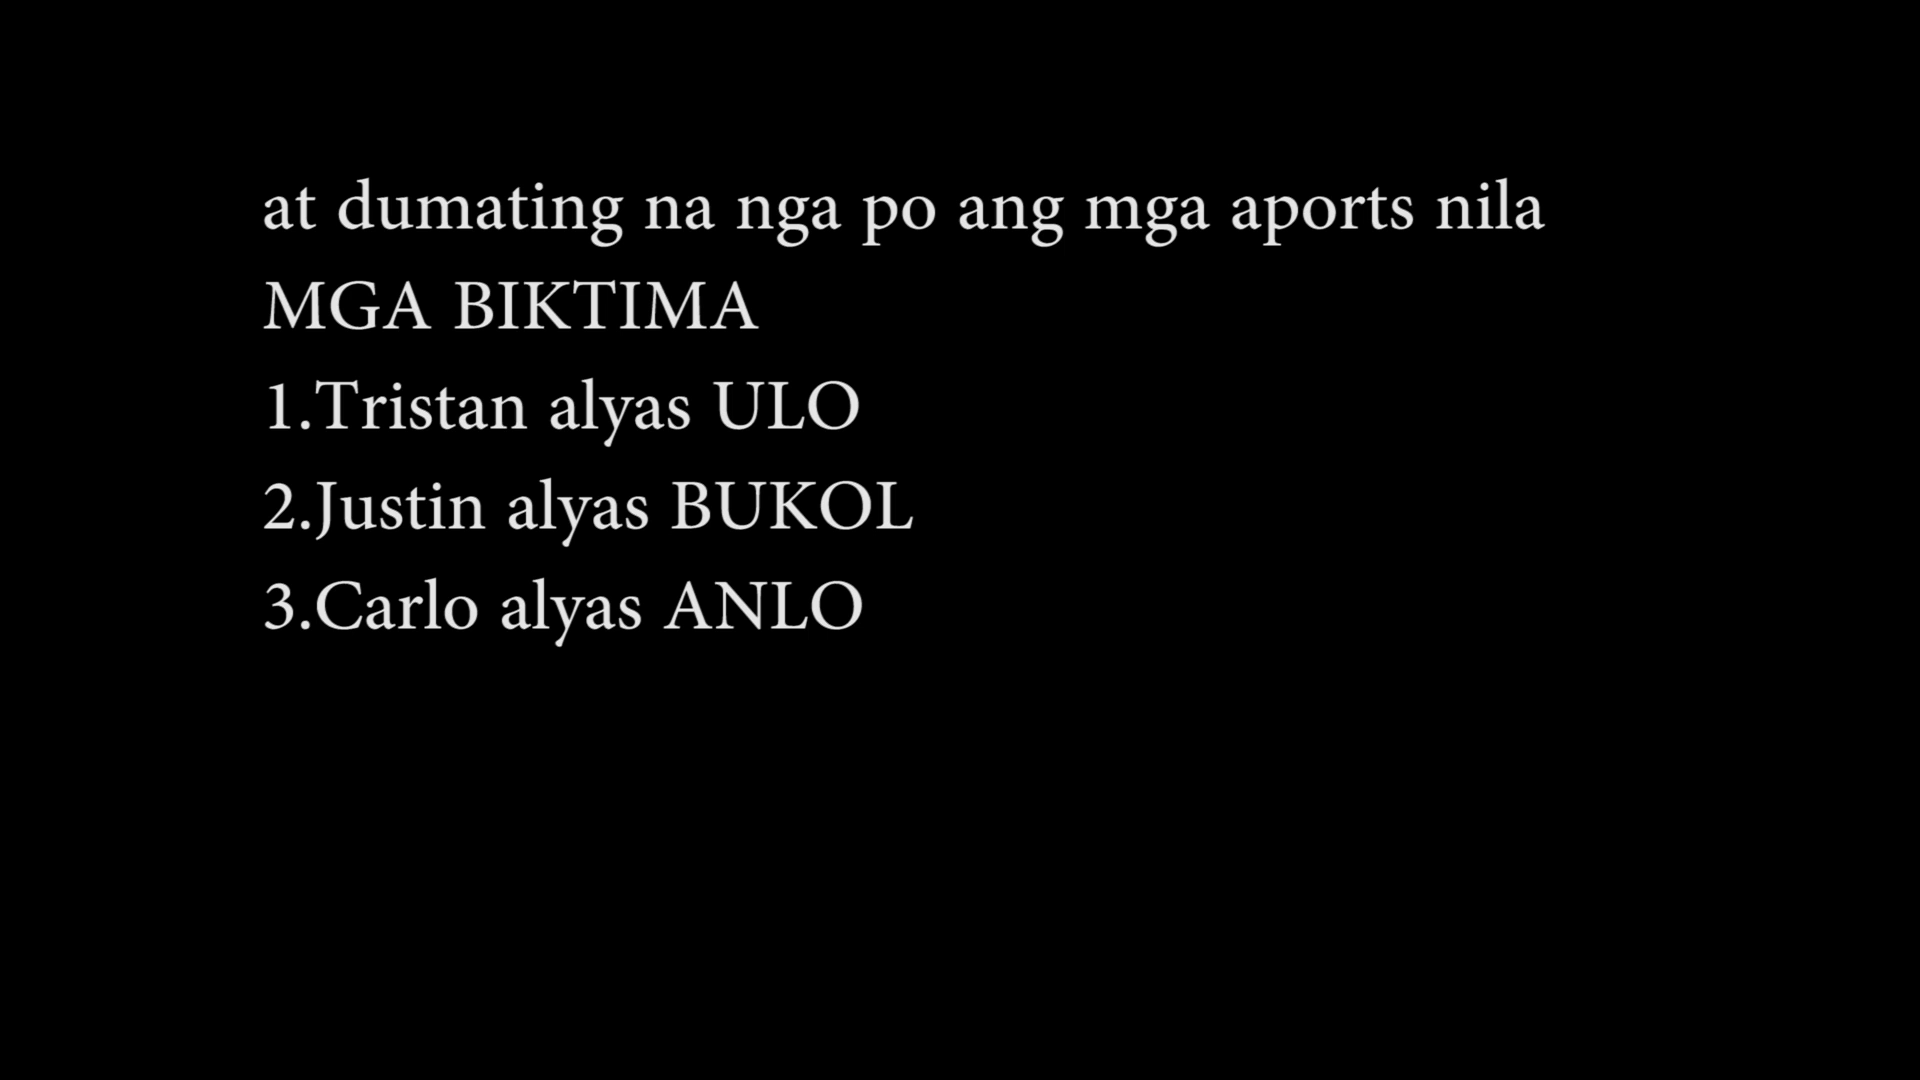 at dumating na nga po ang mga aports nila
MGA BIKTIMA
1.Tristan alyas ULO
2.Justin alyas BUKOL
3.Carlo alyas ANLO